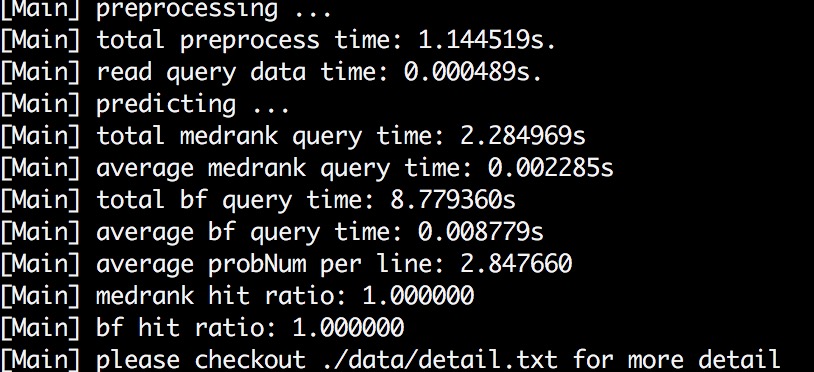 [Main] preprocessing ...
[Main] total preprocess time: 1.144519s.
[Main] read query data time: 0.000489s.
[Main] predicting ...
[Main] total medrank query time: 2.284969s
[Main] average medrank query time: 0.002285s
[Main] total bf query time: 8.779360s
[Main] average bf query time: 0.008779s
[Main] average probNum per line: 2.847660
[Main] medrank hit ratio: 1.000000
[Main] bf hit ratio: 1.000000
[Main] please checkout ./data/detail.txt for more detail